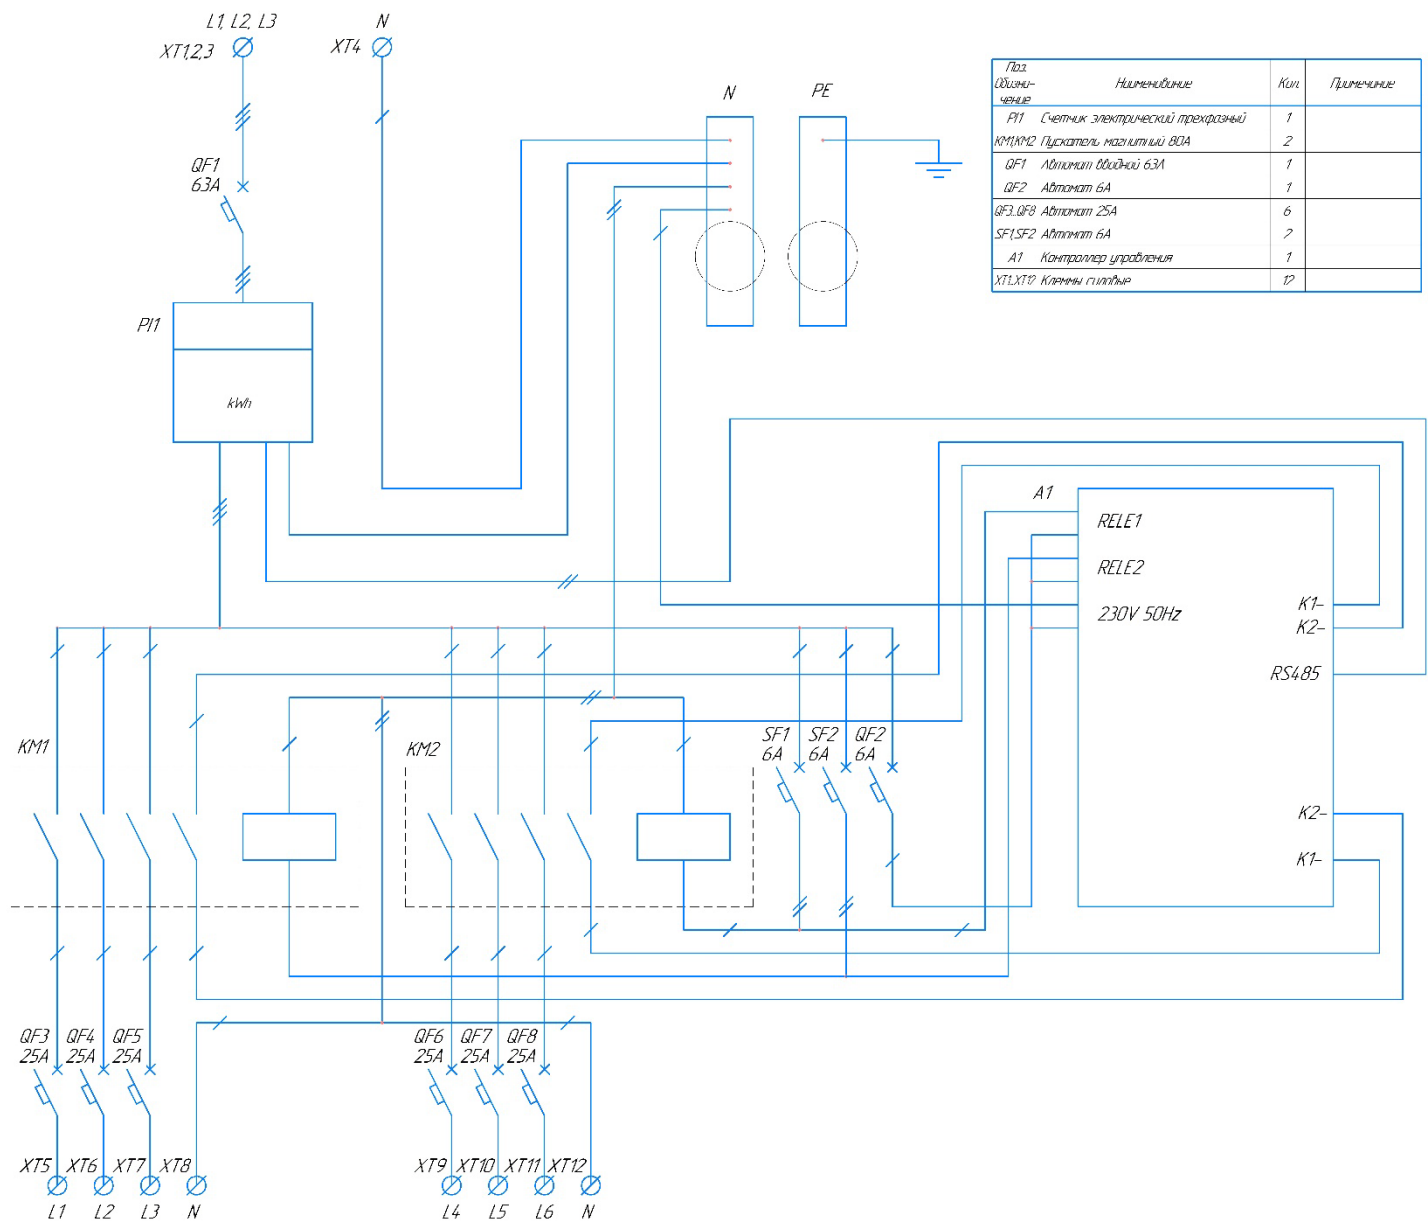 L1, L2, L3
N
XT1,2,3
XT4
N
PE
Поз. Обозна-чение
Наименование
Кол.
Примечание
PI1 Счетчик электрический трехфазный 1
KM1,KM2 Пускатель магнитный 80А 2
QF1 Автомат вводной 63А 1
QF2 Автомат 6А 1
QF3..QF8 Автомат 25А 6
SF1,SF2 Автомат 6А 2
A1 Контроллер управления 1
XT1..XT12 Клеммы силовые 12
QF1
63A
PI1
kWh
A1
RELE1
RELE2
230V 50Hz
K1-
K2-
RS485
K2-
K1-
KM1
KM2
SF1 SF2 QF2
6A 6A 6A
QF3 QF4 QF5
25A 25A 25A
QF6 QF7 QF8
25A 25A 25A
XT5 XT6 XT7 XT8
XT9 XT10 XT11 XT12
L1 L2 L3 N
L4 L5 L6 N